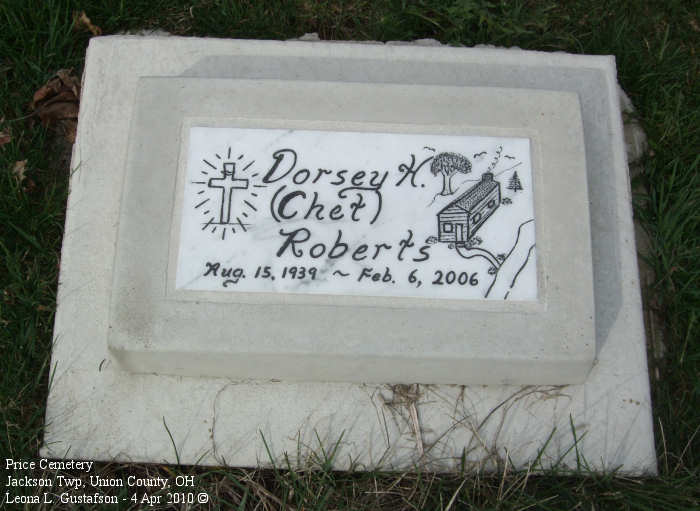 Dorsey H.
(Chet)
Roberts
Aug. 15, 1939 ~ Feb. 6, 2006
Price Cemetery
Jackson Twp, Union County, OH
Leona L. Gustafson - 4 Apr 2010 ©